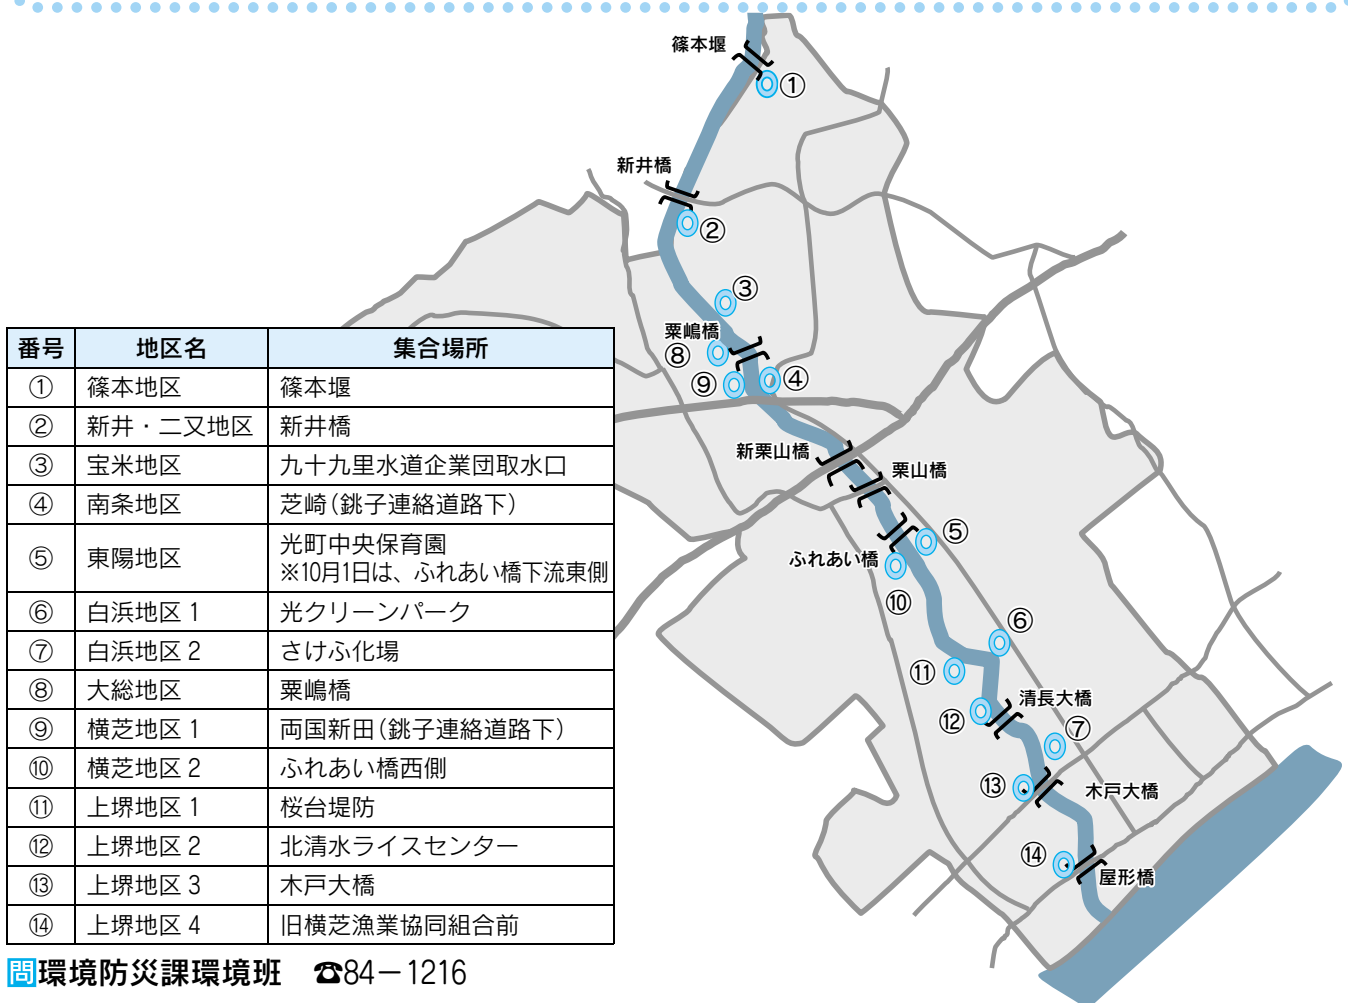 篠本堰
①
新井橋
②
③
粟嶋橋
⑧
⑨
④
新栗山橋
栗山橋
⑤
ふれあい橋
⑩
⑥
⑪
清長大橋
⑫
⑦
⑬
木戸大橋
⑭
屋形橋
番号 地区名 集合場所
① 篠本地区 篠本堰
② 新井・二又地区 新井橋
③ 宝米地区 九十九里水道企業団取水口
④ 南条地区 芝崎(銚子連絡道路下)
⑤ 東陽地区 光町中央保育園
※10月1日は、ふれあい橋下流東側
⑥ 白浜地区1 光クリーンパーク
⑦ 白浜地区2 さけふ化場
⑧ 大総地区 粟嶋橋
⑨ 横芝地区1 両国新田(銚子連絡道路下)
⑩ 横芝地区2 ふれあい橋西側
⑪ 上堺地区1 桜台堤防
⑫ 上堺地区2 北清水ライスセンター
⑬ 上堺地区3 木戸大橋
⑭ 上堺地区4 旧横芝漁業協同組合前
問環境防災課環境班 ☎84－1216